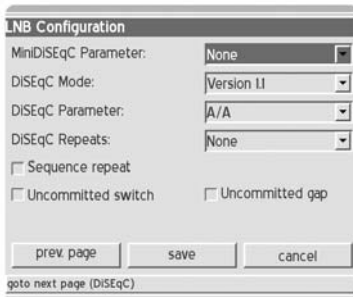 LNB Configuration
MiniDiSEqC Parameter: None
DiSEqC Mode: Version 1.1
DiSEqC Parameter: A/A
DiSEqC Repeats: None
Sequence repeat
Uncommitted switch Uncommitted gap
prev. page save cancel
goto next page (DiSEqC)